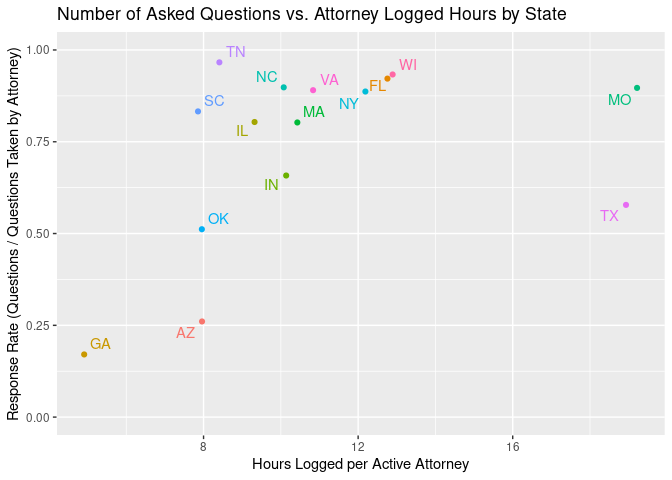 Number of Asked Questions vs. Attorney Logged Hours by State
Response Rate (Questions / Questions Taken by Attorney)
1.00
0.75
0.50
0.25
0.00
TN
WI
NC
VA
FL
SC
NY
MO
MA
IL
IN
TX
OK
AZ
GA
8
12
16
Hours Logged per Active Attorney